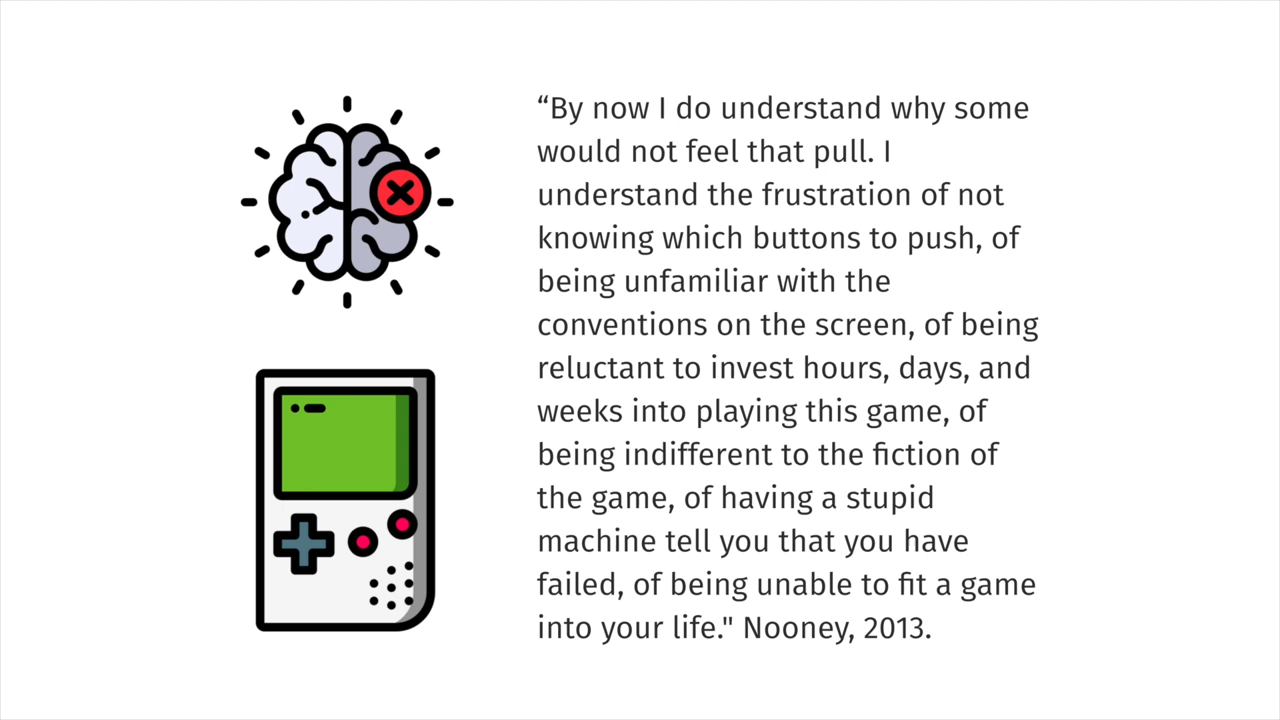 “By now I do understand why some
would not feel that pull. I
understand the frustration of not
knowing which buttons to push, of
being unfamiliar with the
conventions on the screen, of being
reluctant to invest hours, days, and
weeks into playing this game, of
being indifferent to the fiction of
the game, of having a stupid
machine tell you that you have
failed, of being unable to fit a game
into your life." Nooney, 2013.